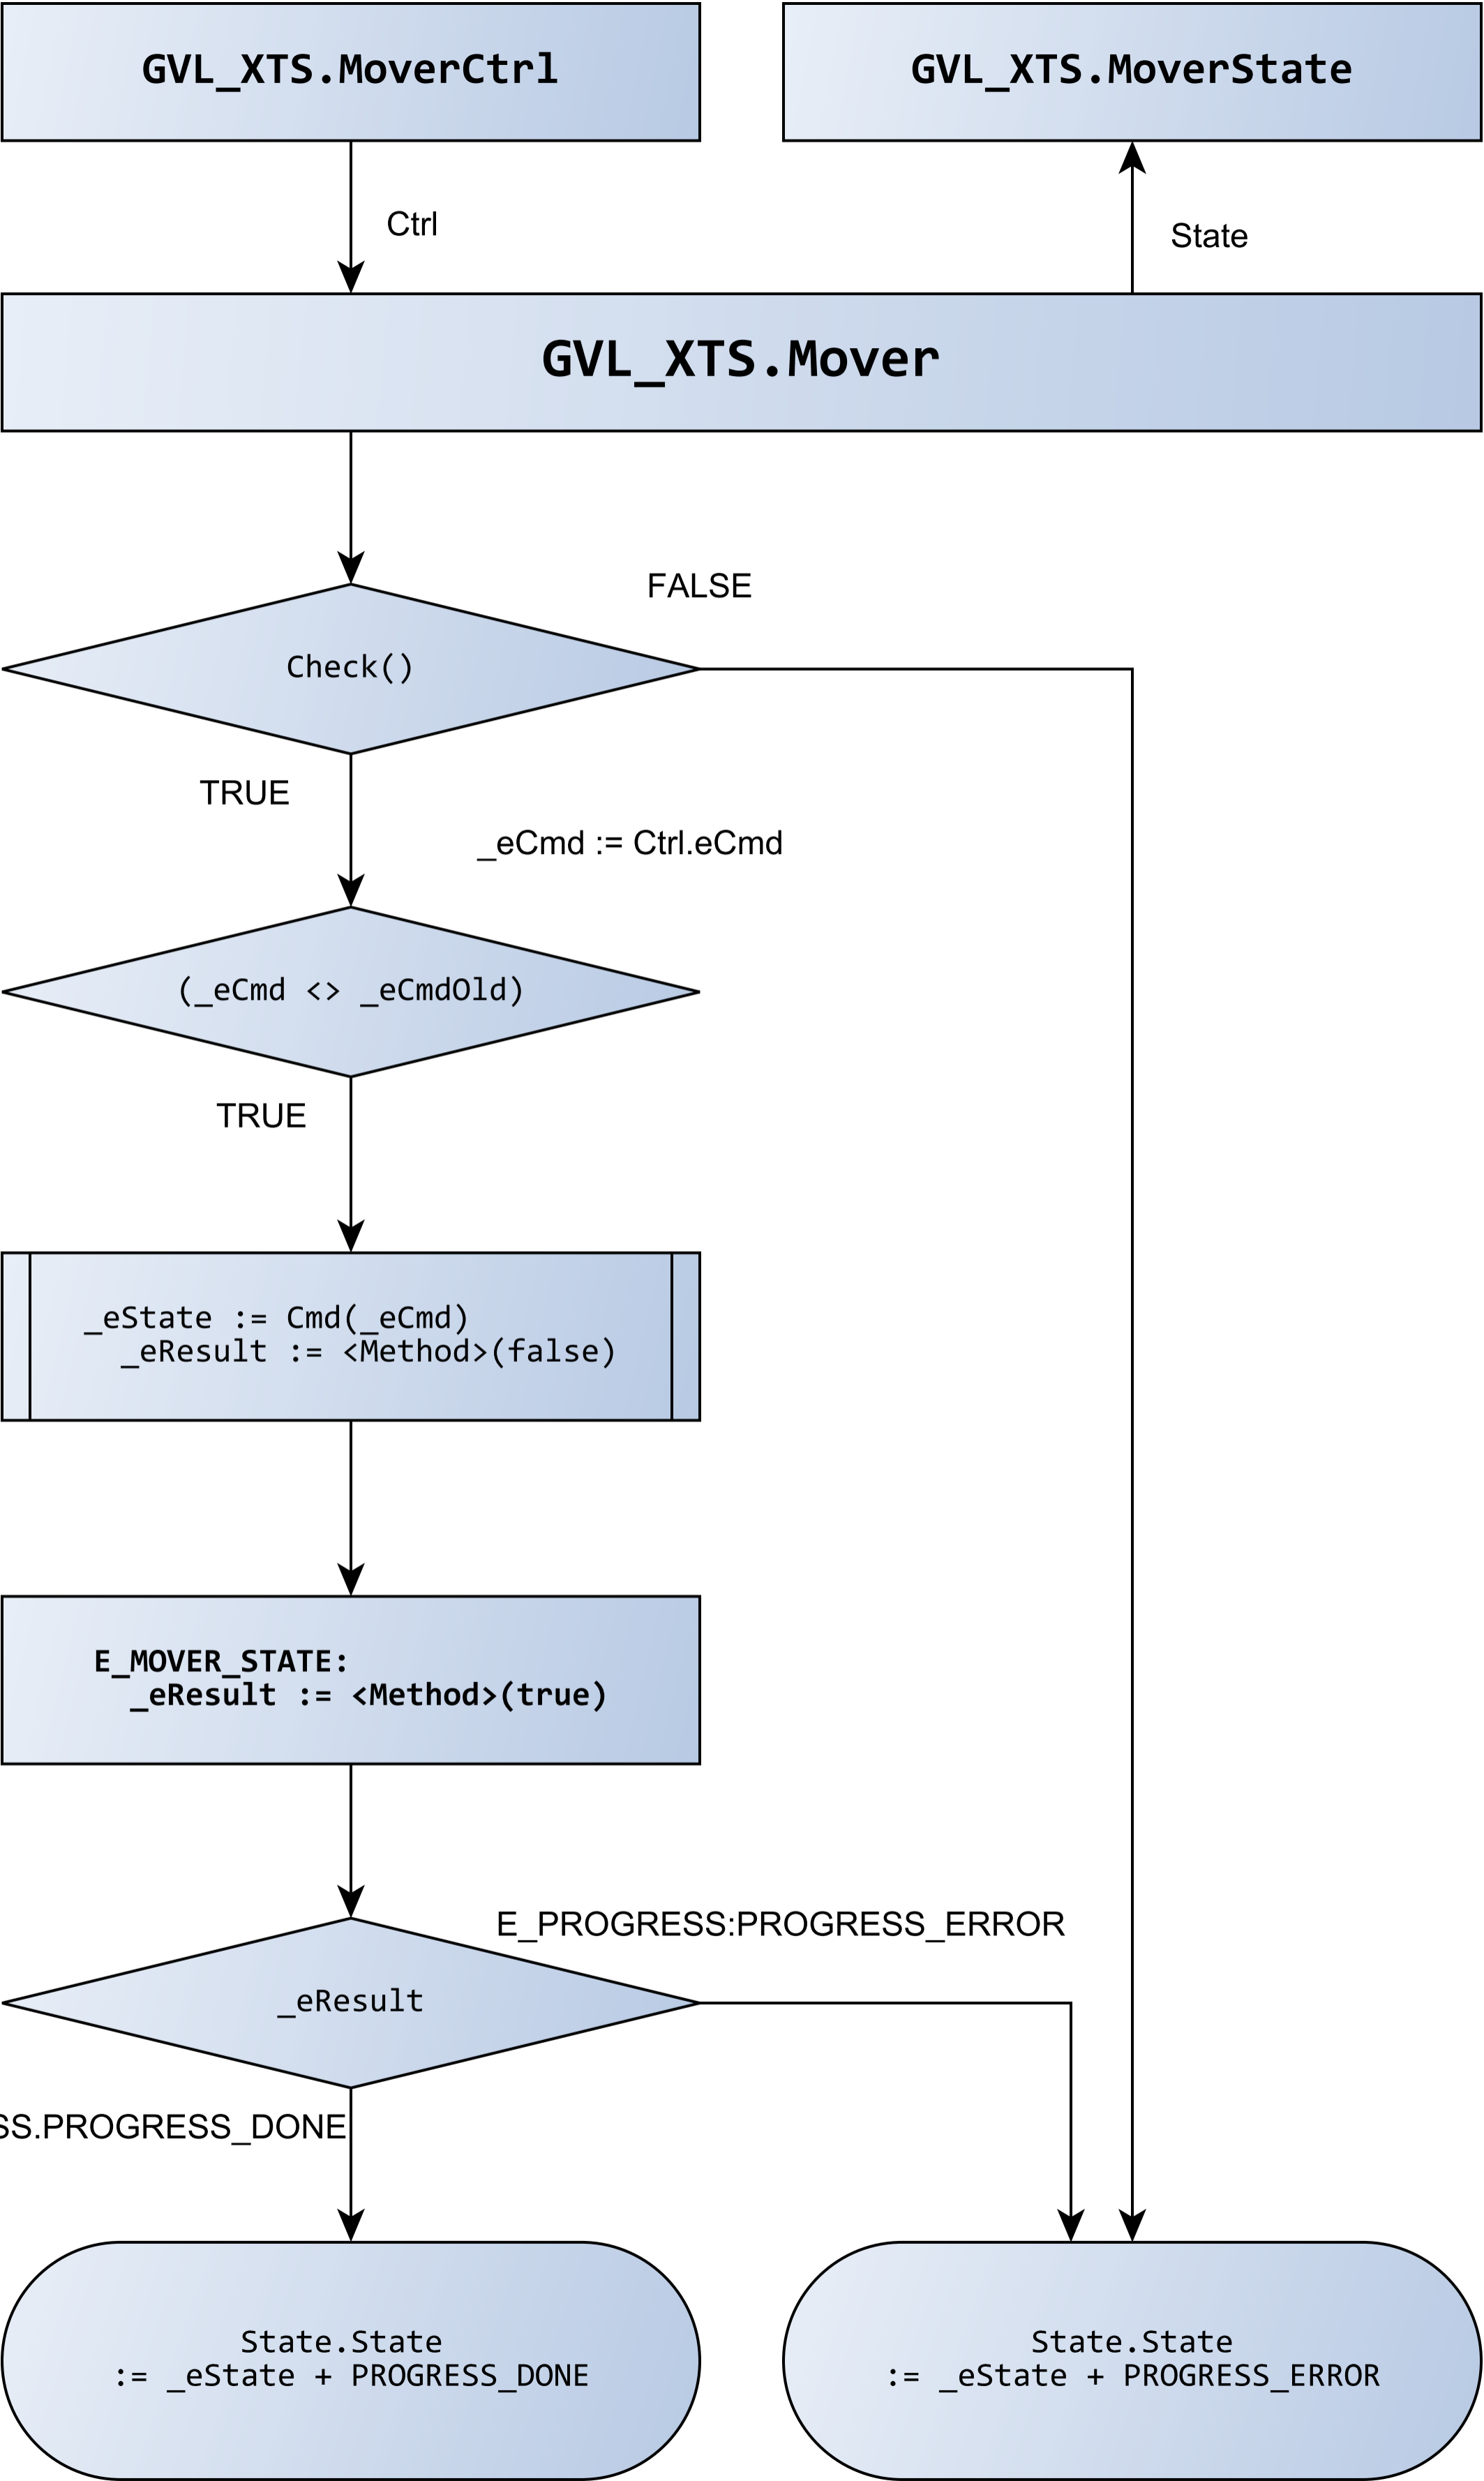 GVL_XTS.MoverCtrl
GVL_XTS.MoverState
Ctrl
State
GVL_XTS.Mover
FALSE
Check()
TRUE
_eCmd := Ctrl.eCmd
(_eCmd <> _eCmdOld)
TRUE
_eState := Cmd(_eCmd)
_eResult := <Method>(false)
E_MOVER_STATE:
_eResult := <Method>(true)
E_PROGRESS:PROGRESS_ERROR
_eResult
SS.PROGRESS_DONE
State.State
:= _eState + PROGRESS_DONE
State.State
:= _eState + PROGRESS_ERROR